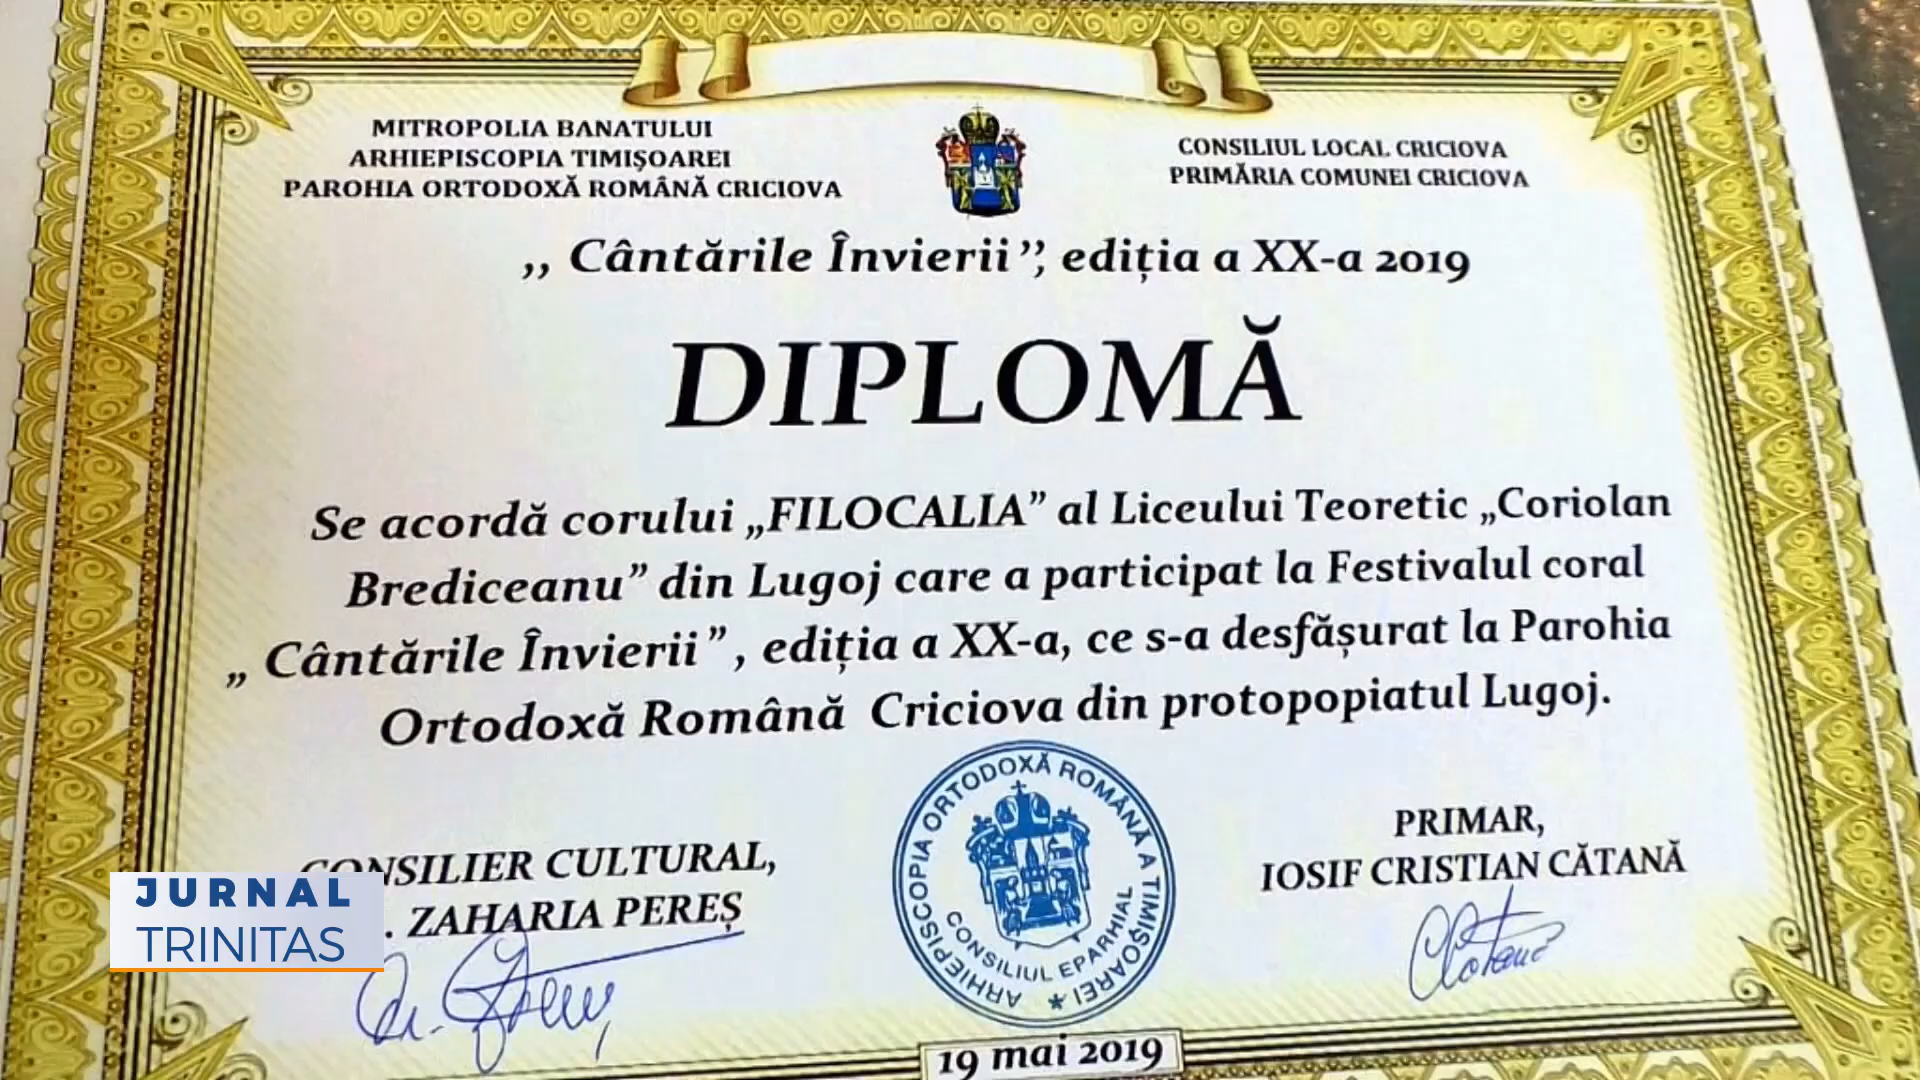 MITROPOLIA BANATULUI
ARHIEPISCOPIA TIMIȘOAREI
PAROHIA ORTODOXĂ ROMÂNĂ CRICIOVA
CONSILIUL LOCAL CRICIOVA
PRIMĂRIA COMUNEI CRICIOVA
,, Cântările Învierii”, ediția a XX-a 2019
DIPLOMĂ
Se acordă corului „FILOCALIA” al Liceului Teoretic „Coriolan
Brediceanu” din Lugoj care a participat la Festivalul coral
„ Cântările Învierii”, ediția a XX-a, ce s-a desfășurat la Parohia
Ortodoxă Română Criciova din protopopiatul Lugoj.
CONSILIER CULTURAL,
. ZAHARIA PEREȘ
ARHIEPISCOPIA ORTODOXĂ ROMÂNĂ A TIMIȘOAREI
CONSILIUL EPARHIAL
PRIMAR,
IOSIF CRISTIAN CĂTANĂ
19 mai 2019
JURNAL
TRINITAS